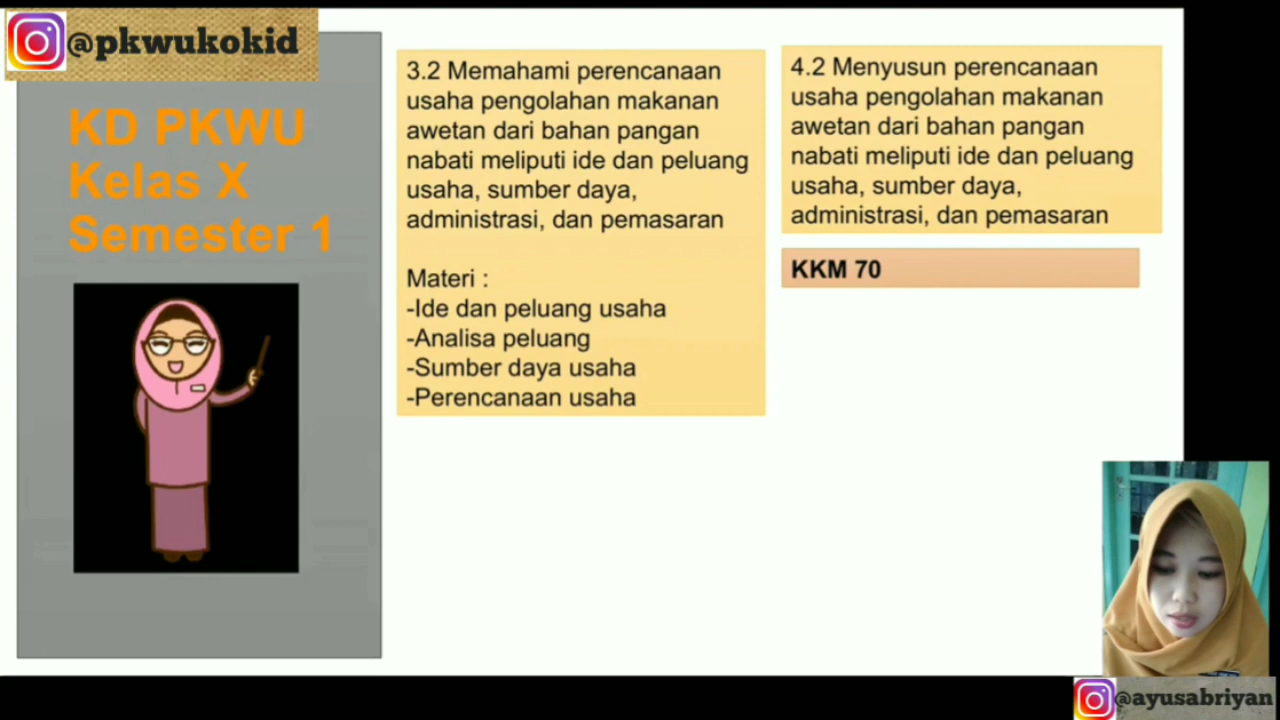 @pkwukokid
KD PKWU
Kelas X
Semester 1
3.2 Memahami perencanaan
usaha pengolahan makanan
awetan dari bahan pangan
nabati meliputi ide dan peluang
usaha, sumber daya,
administrasi, dan pemasaran
Materi :
-Ide dan peluang usaha
-Analisa peluang
-Sumber daya usaha
-Perencanaan usaha
4.2 Menyusun perencanaan
usaha pengolahan makanan
awetan dari bahan pangan
nabati meliputi ide dan peluang
usaha, sumber daya,
administrasi, dan pemasaran
KKM 70
@ayusabriyan